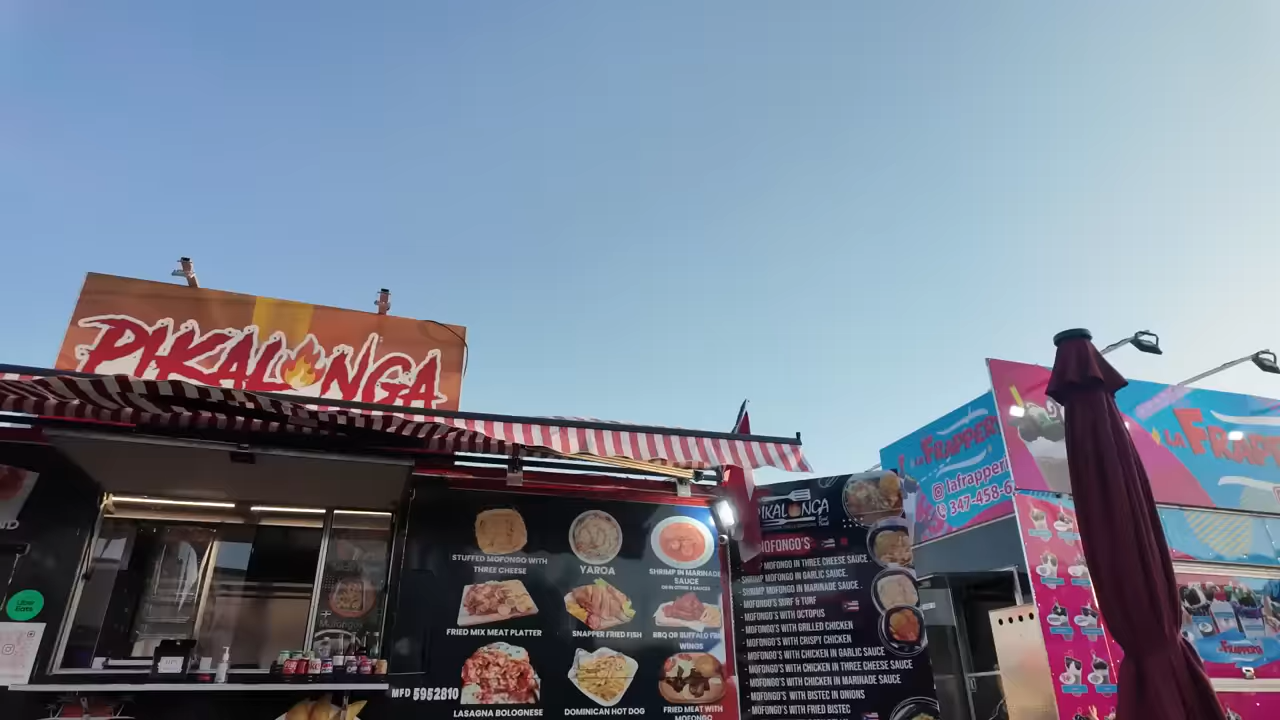 PIKALONGA
Uber
Eats
STUFFED MOFONGO WITH
THREE CHEESE
YAROA
SHRIMP IN MARINADE
SAUCE
FRIED MIX MEAT PLATTER
SNAPPER FRIED FISH
BBQ OR BUFFALO FRIED
WINGS
LASAGNA BOLOGNESE
DOMINICAN HOT DOG
FRIED MEAT WITH
MOFONGO
MFD 5952810
PIKALONGA
MOFONGO'S
MOFONGO IN THREE CHEESE SAUCE
SHRIMP MOFONGO IN GARLIC SAUCE.
SHRIMP MOFONGO IN MARINADE SAUCE .
- MOFONGO'S SURF & TURF
- MOFONGO'S WITH OCTOPUS
- MOFONGO'S WITH GRILLED CHICKEN
- MOFONGO'S WITH CRISPY CHICKEN
- MOFONGO'S WITH CHICKEN IN GARLIC SAUCE
- MOFONGO'S WITH CHICKEN IN THREE CHEESE SAUCE
- MOFONGO'S WITH CHICKEN IN MARINADE SAUCE
- MOFONGO'S WITH BISTEC IN ONIONS
- MOFONGO'S WITH FRIED BISTEC
LA FRAPPER
@lafrapperi
347-458-6
LA FRAPP
LA FRAPPERIA